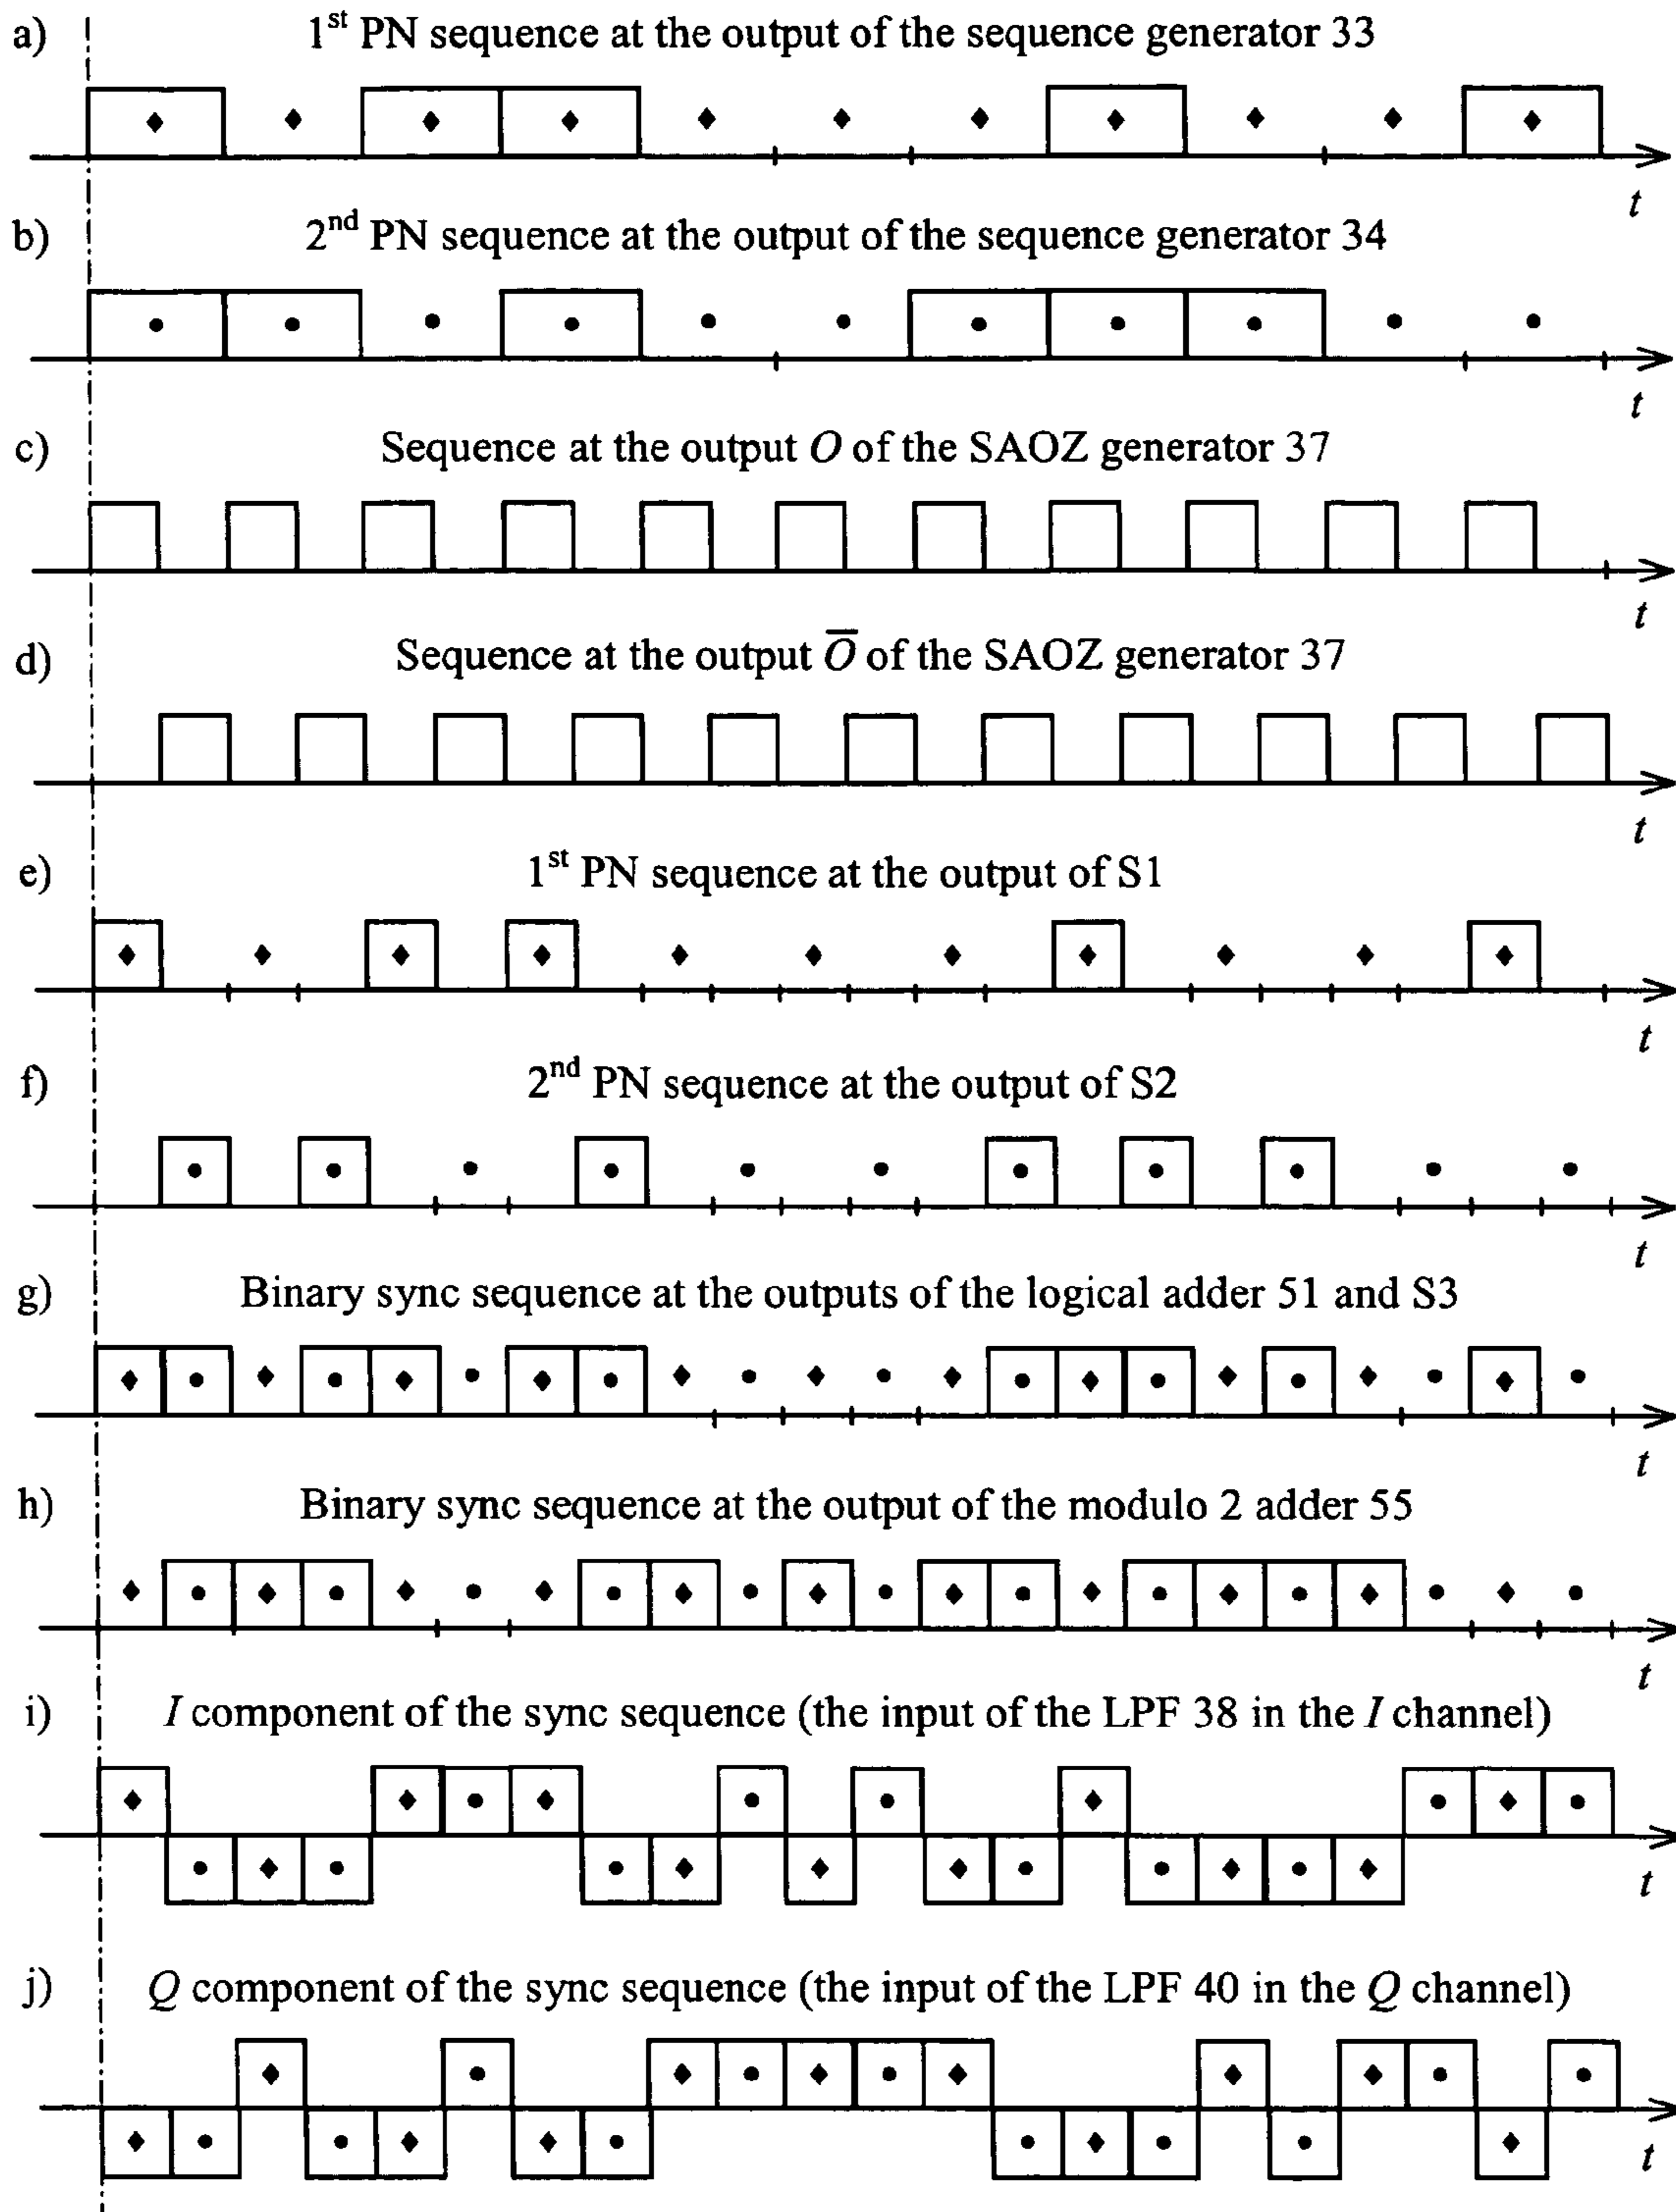 a) 1st PN sequence at the output of the sequence generator 33
t
b) 2nd PN sequence at the output of the sequence generator 34
t
c) Sequence at the output O of the SAOZ generator 37
t
d) Sequence at the output O̅ of the SAOZ generator 37
t
e) 1st PN sequence at the output of S1
t
f) 2nd PN sequence at the output of S2
t
g) Binary sync sequence at the outputs of the logical adder 51 and S3
t
h) Binary sync sequence at the output of the modulo 2 adder 55
t
i) I component of the sync sequence (the input of the LPF 38 in the I channel)
t
j) Q component of the sync sequence (the input of the LPF 40 in the Q channel)
t